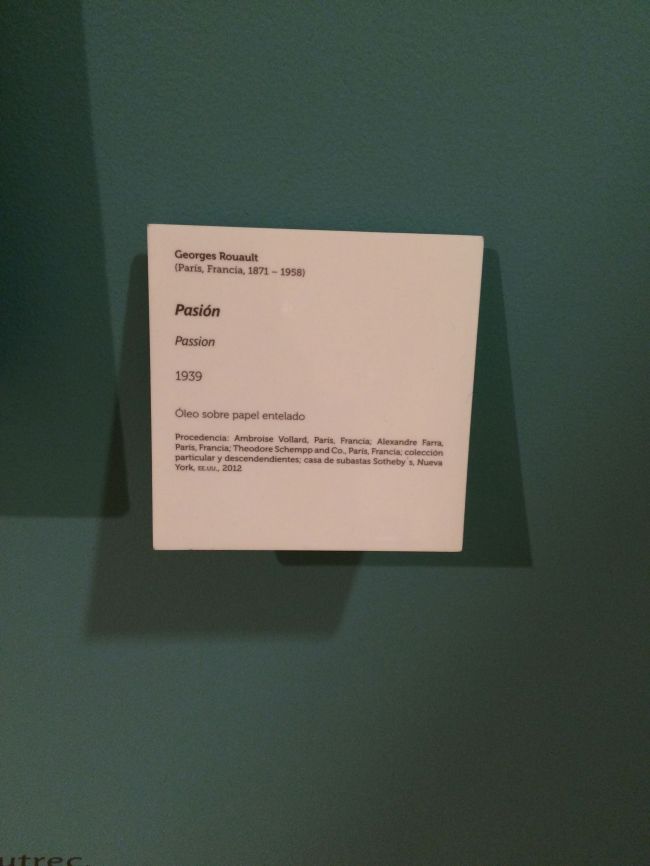 Georges Rouault
(París, Francia, 1871 – 1958)
Pasión
Passion
1939
Óleo sobre papel entelado
Procedencia: Ambroise Vollard, París, Francia; Alexandre Farra,
París, Francia; Theodore Schempp and Co., París, Francia; colección
particular y descendendientes; casa de subastas Sotheby´s, Nueva
York, EE.UU., 2012
utrec